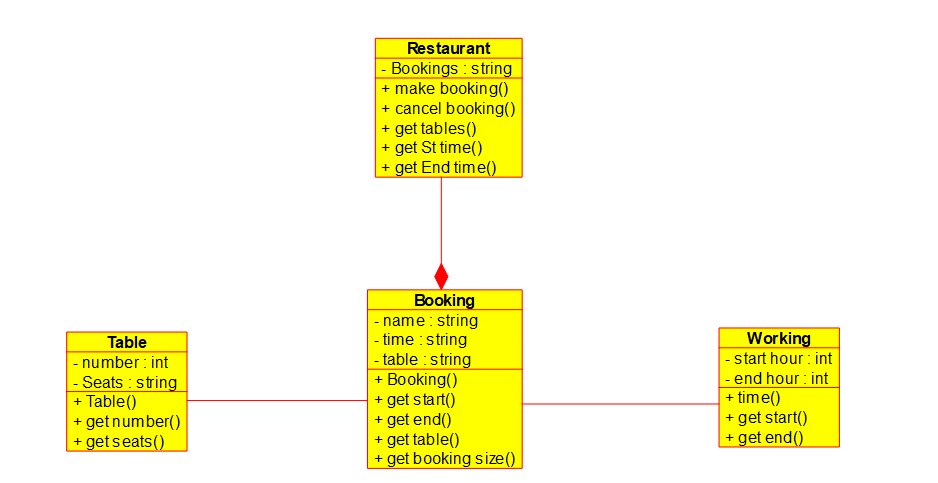 Restaurant
- Bookings : string
+ make booking()
+ cancel booking()
+ get tables()
+ get St time()
+ get End time()
Booking
- name : string
- time : string
- table : string
+ Booking()
+ get start()
+ get end()
+ get table()
+ get booking size()
Table
- number : int
- Seats : string
+ Table()
+ get number()
+ get seats()
Working
- start hour : int
- end hour : int
+ time()
+ get start()
+ get end()